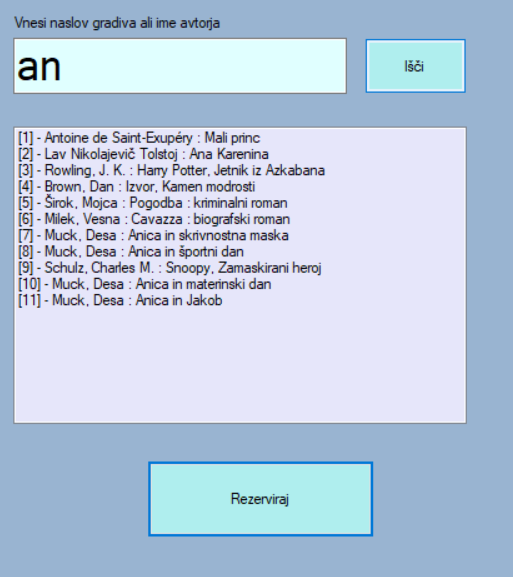 Vnesi naslov gradiva ali ime avtorja
an
Išči
[1] - Antoine de Saint-Exupéry : Mali princ
[2] - Lav Nikolajevič Tolstoj : Ana Karenina
[3] - Rowling, J. K. : Harry Potter, Jetnik iz Azkabana
[4] - Brown, Dan : Izvor, Kamen modrosti
[5] - Širok, Mojca : Pogodba : kriminalni roman
[6] - Milek, Vesna : Cavazza : biografski roman
[7] - Muck, Desa : Anica in skrivnostna maska
[8] - Muck, Desa : Anica in športni dan
[9] - Schulz, Charles M. : Snoopy, Zamaskirani heroj
[10] - Muck, Desa : Anica in materinski dan
[11] - Muck, Desa : Anica in Jakob
Rezerviraj